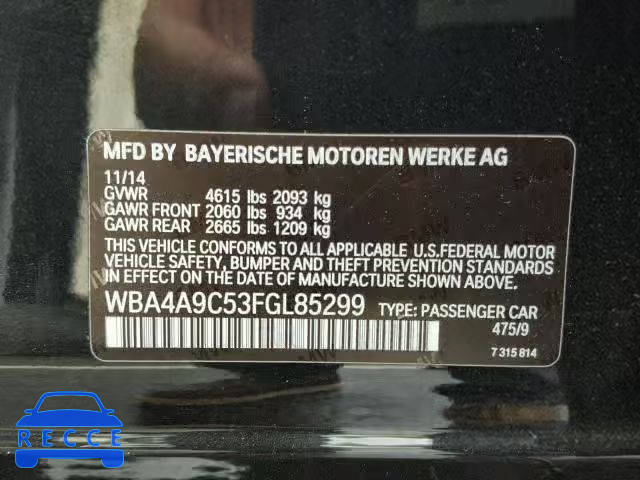 MFD BY BAYERISCHE MOTOREN WERKE AG
11/14
GVWR 4615 lbs 2093 kg
GAWR FRONT 2060 lbs 934 kg
GAWR REAR 2665 lbs 1209 kg
THIS VEHICLE CONFORMS TO ALL APPLICABLE U.S.FEDERAL MOTOR
VEHICLE SAFETY, BUMPER AND THEFT PREVENTION STANDARDS
IN EFFECT ON THE DATE OF MANUFACTURE SHOWN ABOVE.
WBA4A9C53FGL85299 TYPE: PASSENGER CAR
475/9
7 315 814
RECCE